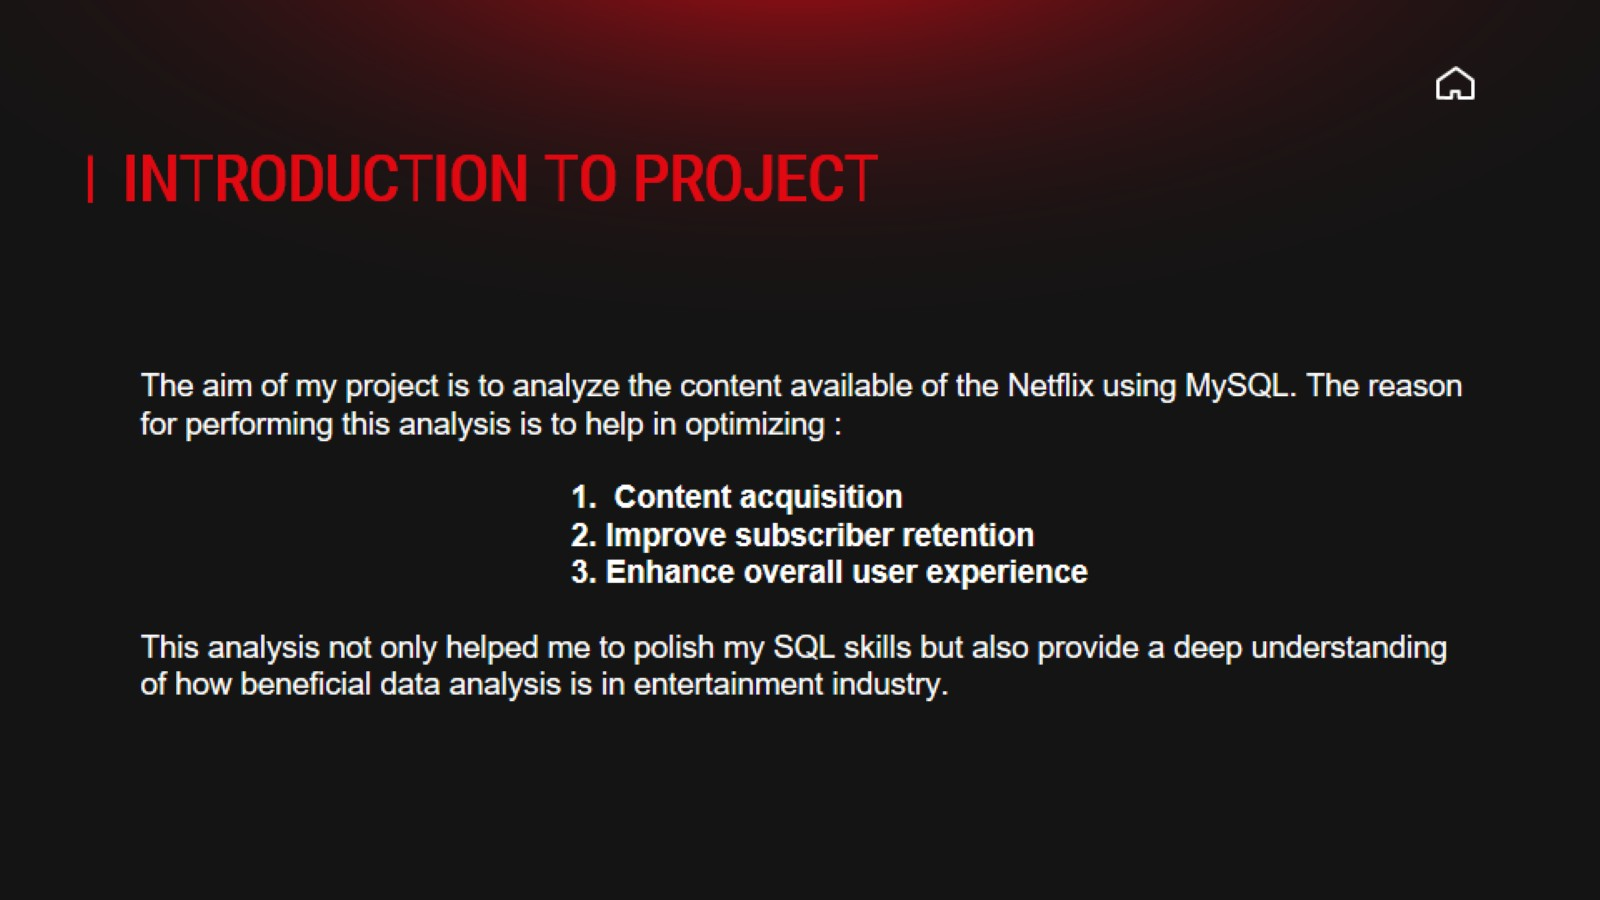 | INTRODUCTION TO PROJECT
The aim of my project is to analyze the content available of the Netflix using MySQL. The reason
for performing this analysis is to help in optimizing :
1. Content acquisition
2. Improve subscriber retention
3. Enhance overall user experience
This analysis not only helped me to polish my SQL skills but also provide a deep understanding
of how beneficial data analysis is in entertainment industry.